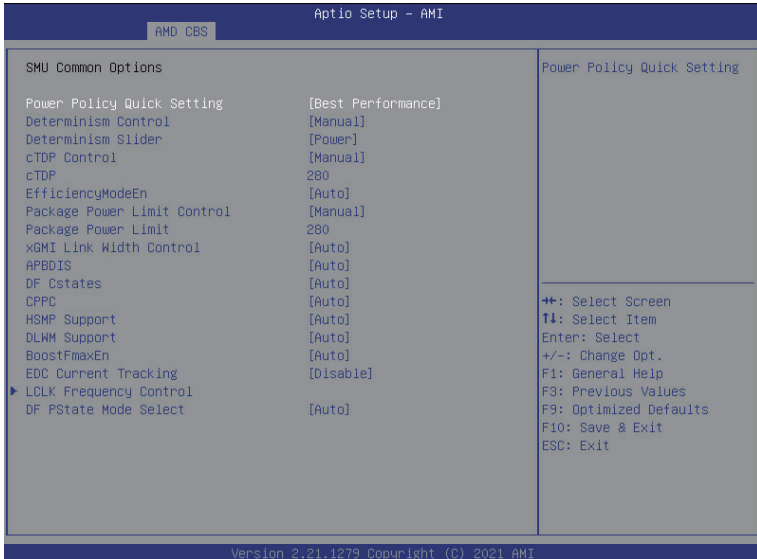 Aptio Setup – AMI
AMD CBS
SMU Common Options
Power Policy Quick Setting [Best Performance]
Determinism Control [Manual]
Determinism Slider [Power]
cTDP Control [Manual]
cTDP 280
EfficiencyModeEn [Auto]
Package Power Limit Control [Manual]
Package Power Limit 280
xGMI Link Width Control [Auto]
APBDIS [Auto]
DF Cstates [Auto]
CPPC [Auto]
HSMP Support [Auto]
DLWM Support [Auto]
BoostFmaxEn [Auto]
EDC Current Tracking [Disable]
LCLK Frequency Control
DF PState Mode Select [Auto]
Power Policy Quick Setting
→←: Select Screen
↑↓: Select Item
Enter: Select
+/-: Change Opt.
F1: General Help
F3: Previous Values
F9: Optimized Defaults
F10: Save & Exit
ESC: Exit
Version 2.21.1279 Copyright (C) 2021 AMI